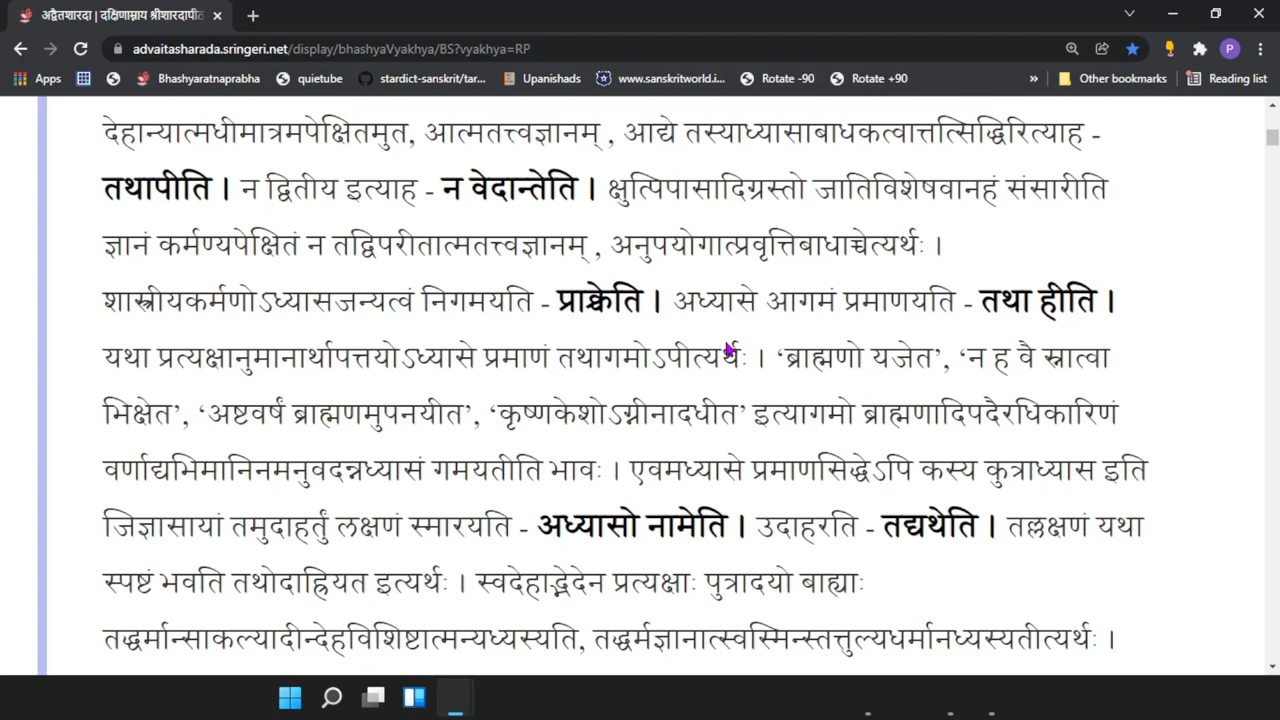 अद्वैतशारदा | दक्षिणाम्नाय श्रीशारदापीठ
advaitasharada.sringeri.net/display/bhashyaVyakhya/BS?vyakhya=RP
Apps Bhashyaratnaprabha quietube stardict-sanskrit/tar... Upanishads www.sanskritworld.i... Rotate -90 Rotate +90 » Other bookmarks Reading list
देहान्यात्मधीमात्रमपेक्षितमुत, आत्मतत्त्वज्ञानम् , आद्ये तस्याध्यासाबाधकत्वात्तत्सिद्धिरित्याह -
तथापीति । न द्वितीय इत्याह - न वेदान्तेति । क्षुत्पिपासादिग्रस्तो जातिविशेषवानहं संसारीति
ज्ञानं कर्मण्यपेक्षितं न तद्विपरीतात्मतत्त्वज्ञानम् , अनुपयोगात्प्रवृत्तिबाधाच्चेत्यर्थः ।
शास्त्रीयकर्मणोऽध्यासजन्यत्वं निगमयति - प्राक्चेति । अध्यासे आगमं प्रमाणयति - तथा हीति ।
यथा प्रत्यक्षानुमानार्थापत्तयोऽध्यासे प्रमाणं तथागमोऽपीत्यर्थः । ‘ब्राह्मणो यजेत’, ‘न ह वै स्नात्वा
भिक्षेत’, ‘अष्टवर्षं ब्राह्मणमुपनयीत’, ‘कृष्णकेशोऽग्नीनादधीत’ इत्यागमो ब्राह्मणादिपदैरधिकारिणं
वर्णाद्यभिमानिनमनुवदन्नध्यासं गमयतीति भावः । एवमध्यासे प्रमाणसिद्धेऽपि कस्य कुत्राध्यास इति
जिज्ञासायां तमुदाहर्तुं लक्षणं स्मारयति - अध्यासो नामेति । उदाहरति - तद्यथेति । तल्लक्षणं यथा
स्पष्टं भवति तथोदाह्रियत इत्यर्थः । स्वदेहाद्भेदेन प्रत्यक्षाः पुत्रादयो बाह्याः
तद्धर्मान्साकल्यादीन्देहविशिष्टात्मन्यध्यस्यति, तद्धर्मज्ञानात्स्वस्मिन्स्तत्तुल्यधर्मानध्यस्यतीत्यर्थः ।